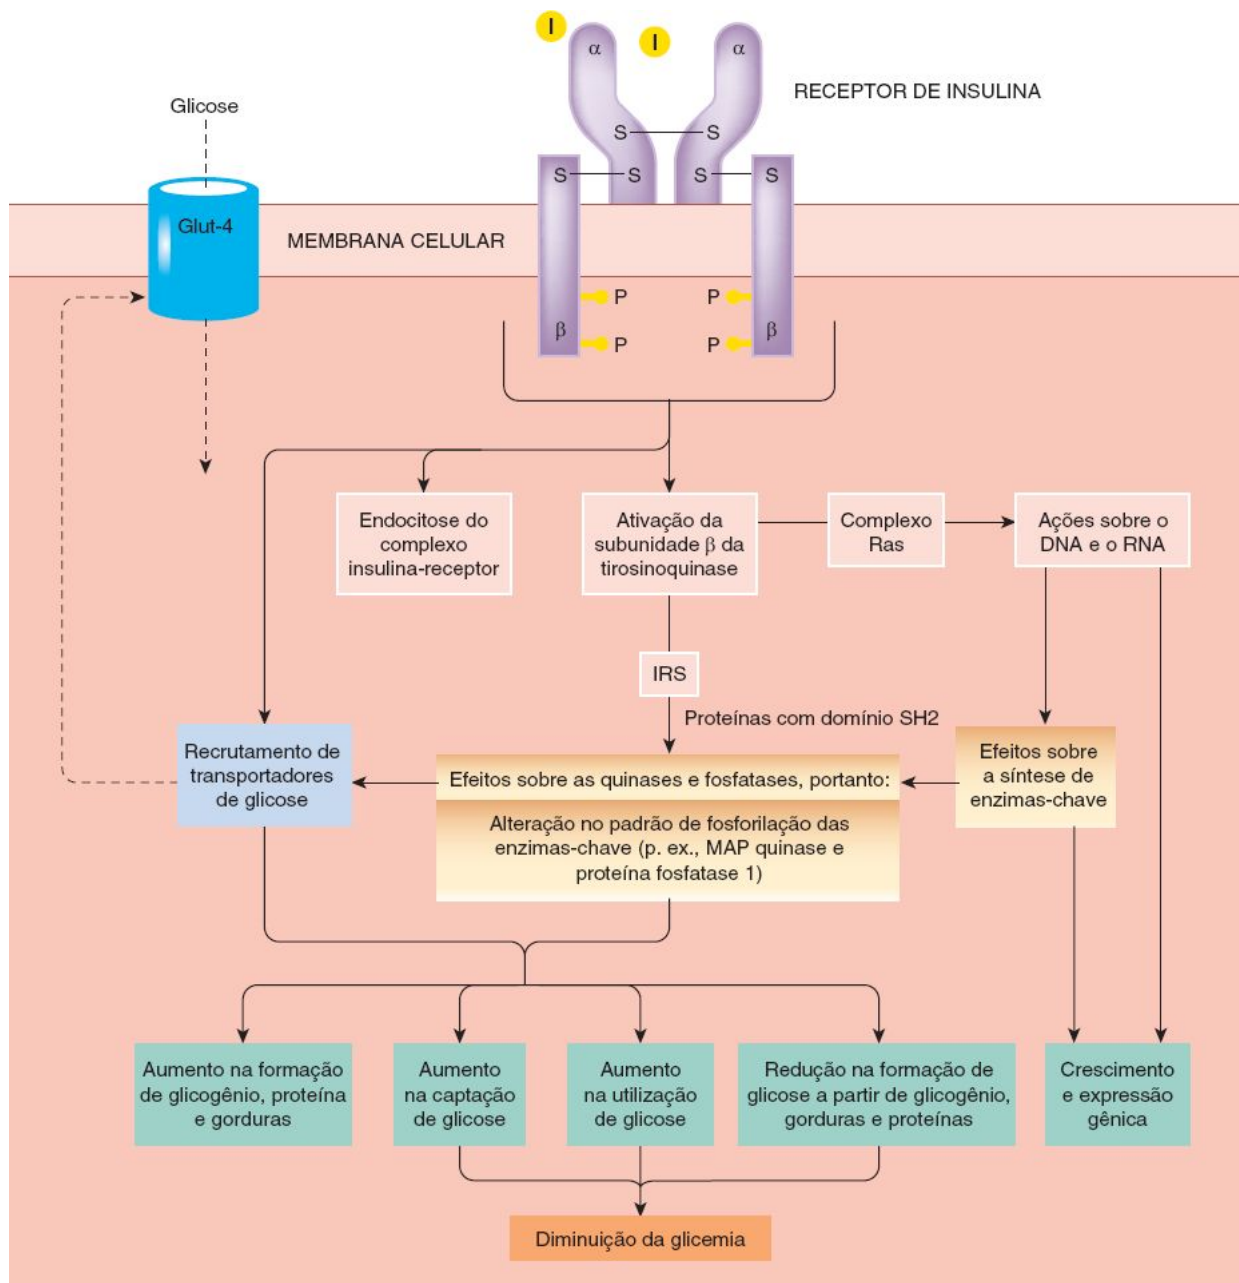 I
I
α
α
RECEPTOR DE INSULINA
Glicose
S
S
S
S
S
S
Glut-4
MEMBRANA CELULAR
P
P
β
β
P
P
Endocitose do
complexo
insulina-receptor
Ativação da
subunidade β da
tirosinoquinase
Complexo
Ras
Ações sobre o
DNA e o RNA
IRS
Proteínas com domínio SH2
Recrutamento de
transportadores
de glicose
Efeitos sobre as quinases e fosfatases, portanto:
Alteração no padrão de fosforilação das
enzimas-chave (p. ex., MAP quinase e
proteína fosfatase 1)
Efeitos sobre
a síntese de
enzimas-chave
Aumento na formação
de glicogênio, proteína
e gorduras
Aumento
na captação
de glicose
Aumento
na utilização
de glicose
Redução na formação de
glicose a partir de glicogênio,
gorduras e proteínas
Crescimento
e expressão
gênica
Diminuição da glicemia